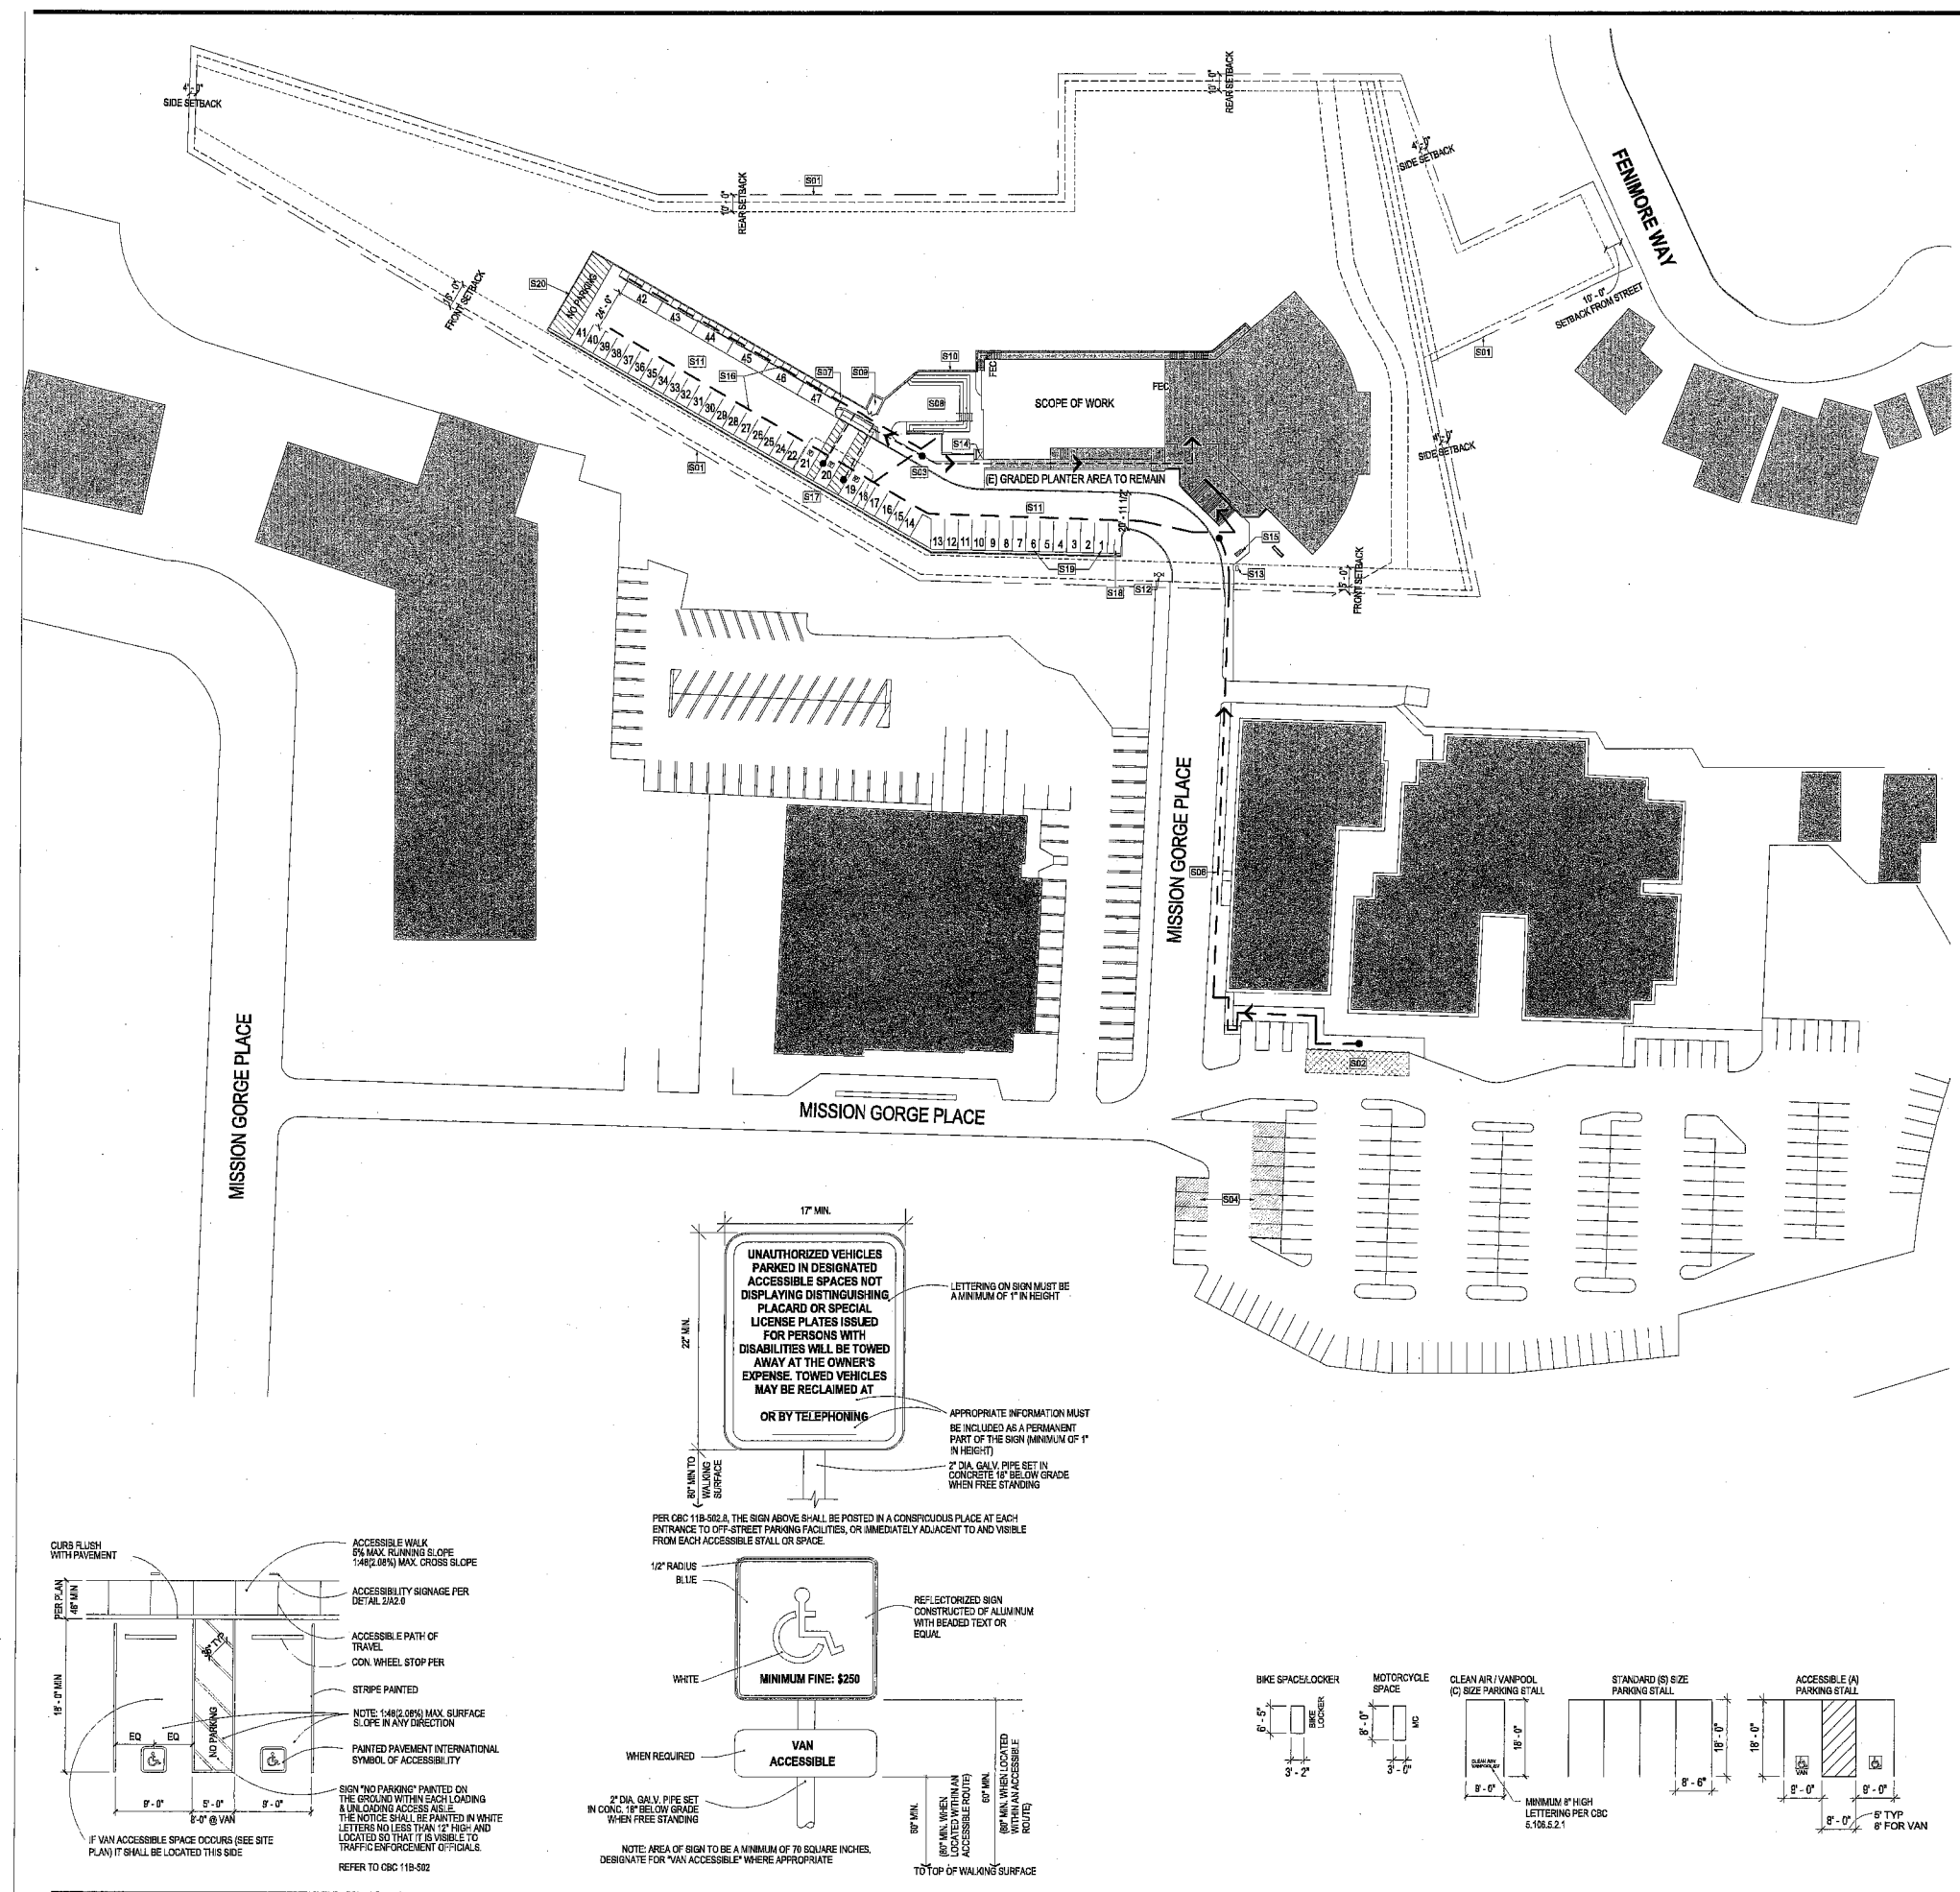 4' - 0"
SIDE SETBACK
10' - 0"
REAR SETBACK
S01
10' - 0"
REAR SETBACK
4' - 0"
SIDE SETBACK
FENIMORE WAY
10' - 0"
SETBACK FROM STREET
S01
15' - 0"
FRONT SETBACK
S20
NO PARKING
24' - 0"
42
43
44
45
46
47
41
40
39
38
37
36
35
34
33
32
31
30
29
28
27
26
25
24
22
21
20
19
18
17
16
15
14
13 12 11 10 9 8 7 6 5 4 3 2 1
S11
S16
S07
S09
S10
S08
FEC
FEC
SCOPE OF WORK
S14
S03
(E) GRADED PLANTER AREA TO REMAIN
S01
S17
S11
20' - 11 1/2"
S19
S18
S12
S15
S13
4' - 0"
SIDE SETBACK
15' - 0"
FRONT SETBACK
MISSION GORGE PLACE
S06
S02
MISSION GORGE PLACE
MISSION GORGE PLACE
S04
17" MIN.
22" MIN.
UNAUTHORIZED VEHICLES
PARKED IN DESIGNATED
ACCESSIBLE SPACES NOT
DISPLAYING DISTINGUISHING
PLACARD OR SPECIAL
LICENSE PLATES ISSUED
FOR PERSONS WITH
DISABILITIES WILL BE TOWED
AWAY AT THE OWNER'S
EXPENSE. TOWED VEHICLES
MAY BE RECLAIMED AT
OR BY TELEPHONING
LETTERING ON SIGN MUST BE
A MINIMUM OF 1" IN HEIGHT
APPROPRIATE INFORMATION MUST
BE INCLUDED AS A PERMANENT
PART OF THE SIGN (MINIMUM OF 1"
IN HEIGHT)
2" DIA. GALV. PIPE SET IN
CONCRETE 18" BELOW GRADE
WHEN FREE STANDING
80" MIN TO
WALKING
SURFACE
PER CBC 11B-502.8, THE SIGN ABOVE SHALL BE POSTED IN A CONSPICUOUS PLACE AT EACH
ENTRANCE TO OFF-STREET PARKING FACILITIES, OR IMMEDIATELY ADJACENT TO AND VISIBLE
FROM EACH ACCESSIBLE STALL OR SPACE.
1/2" RADIUS
BLUE
WHITE
MINIMUM FINE: $250
REFLECTORIZED SIGN
CONSTRUCTED OF ALUMINUM
WITH BEADED TEXT OR
EQUAL
WHEN REQUIRED
VAN
ACCESSIBLE
2" DIA. GALV. PIPE SET
IN CONC. 18" BELOW GRADE
WHEN FREE STANDING
60" MIN.
(80" MIN. WHEN
LOCATED WITHIN AN
ACCESSIBLE ROUTE)
60" MIN.
(80" MIN. WHEN LOCATED
WITHIN AN ACCESSIBLE
ROUTE)
NOTE: AREA OF SIGN TO BE A MINIMUM OF 70 SQUARE INCHES.
DESIGNATE FOR "VAN ACCESSIBLE" WHERE APPROPRIATE
TO TOP OF WALKING SURFACE
CURB FLUSH
WITH PAVEMENT
PER PLAN
48" MIN
18' - 0" MIN
ACCESSIBLE WALK
5% MAX. RUNNING SLOPE
1:48(2.08%) MAX. CROSS SLOPE
ACCESSIBILITY SIGNAGE PER
DETAIL 2/A2.0
ACCESSIBLE PATH OF
TRAVEL
CON. WHEEL STOP PER
STRIPE PAINTED
NOTE: 1:48(2.08%) MAX. SURFACE
SLOPE IN ANY DIRECTION
PAINTED PAVEMENT INTERNATIONAL
SYMBOL OF ACCESSIBILITY
SIGN "NO PARKING" PAINTED ON
THE GROUND WITHIN EACH LOADING
& UNLOADING ACCESS AISLE.
THE NOTICE SHALL BE PAINTED IN WHITE
LETTERS NO LESS THAN 12" HIGH AND
LOCATED SO THAT IT IS VISIBLE TO
TRAFFIC ENFORCEMENT OFFICIALS.
REFER TO CBC 11B-502
EQ EQ
NO PARKING
9' - 0" 5' - 0" 9' - 0"
8'-0" @ VAN
IF VAN ACCESSIBLE SPACE OCCURS (SEE SITE
PLAN) IT SHALL BE LOCATED THIS SIDE
BIKE SPACE/LOCKER
6' - 5"
BIKE
LOCKER
3' - 2"
MOTORCYCLE
SPACE
8' - 0"
MC
3' - 0"
CLEAN AIR / VANPOOL
(C) SIZE PARKING STALL
18' - 0"
MINIMUM 8" HIGH
LETTERING PER CBC
5.106.5.2.1
STANDARD (S) SIZE
PARKING STALL
18' - 0"
8' - 6"
ACCESSIBLE (A)
PARKING STALL
18' - 0"
VAN
9' - 0"
9' - 0"
8' - 0"
5' TYP
8' FOR VAN